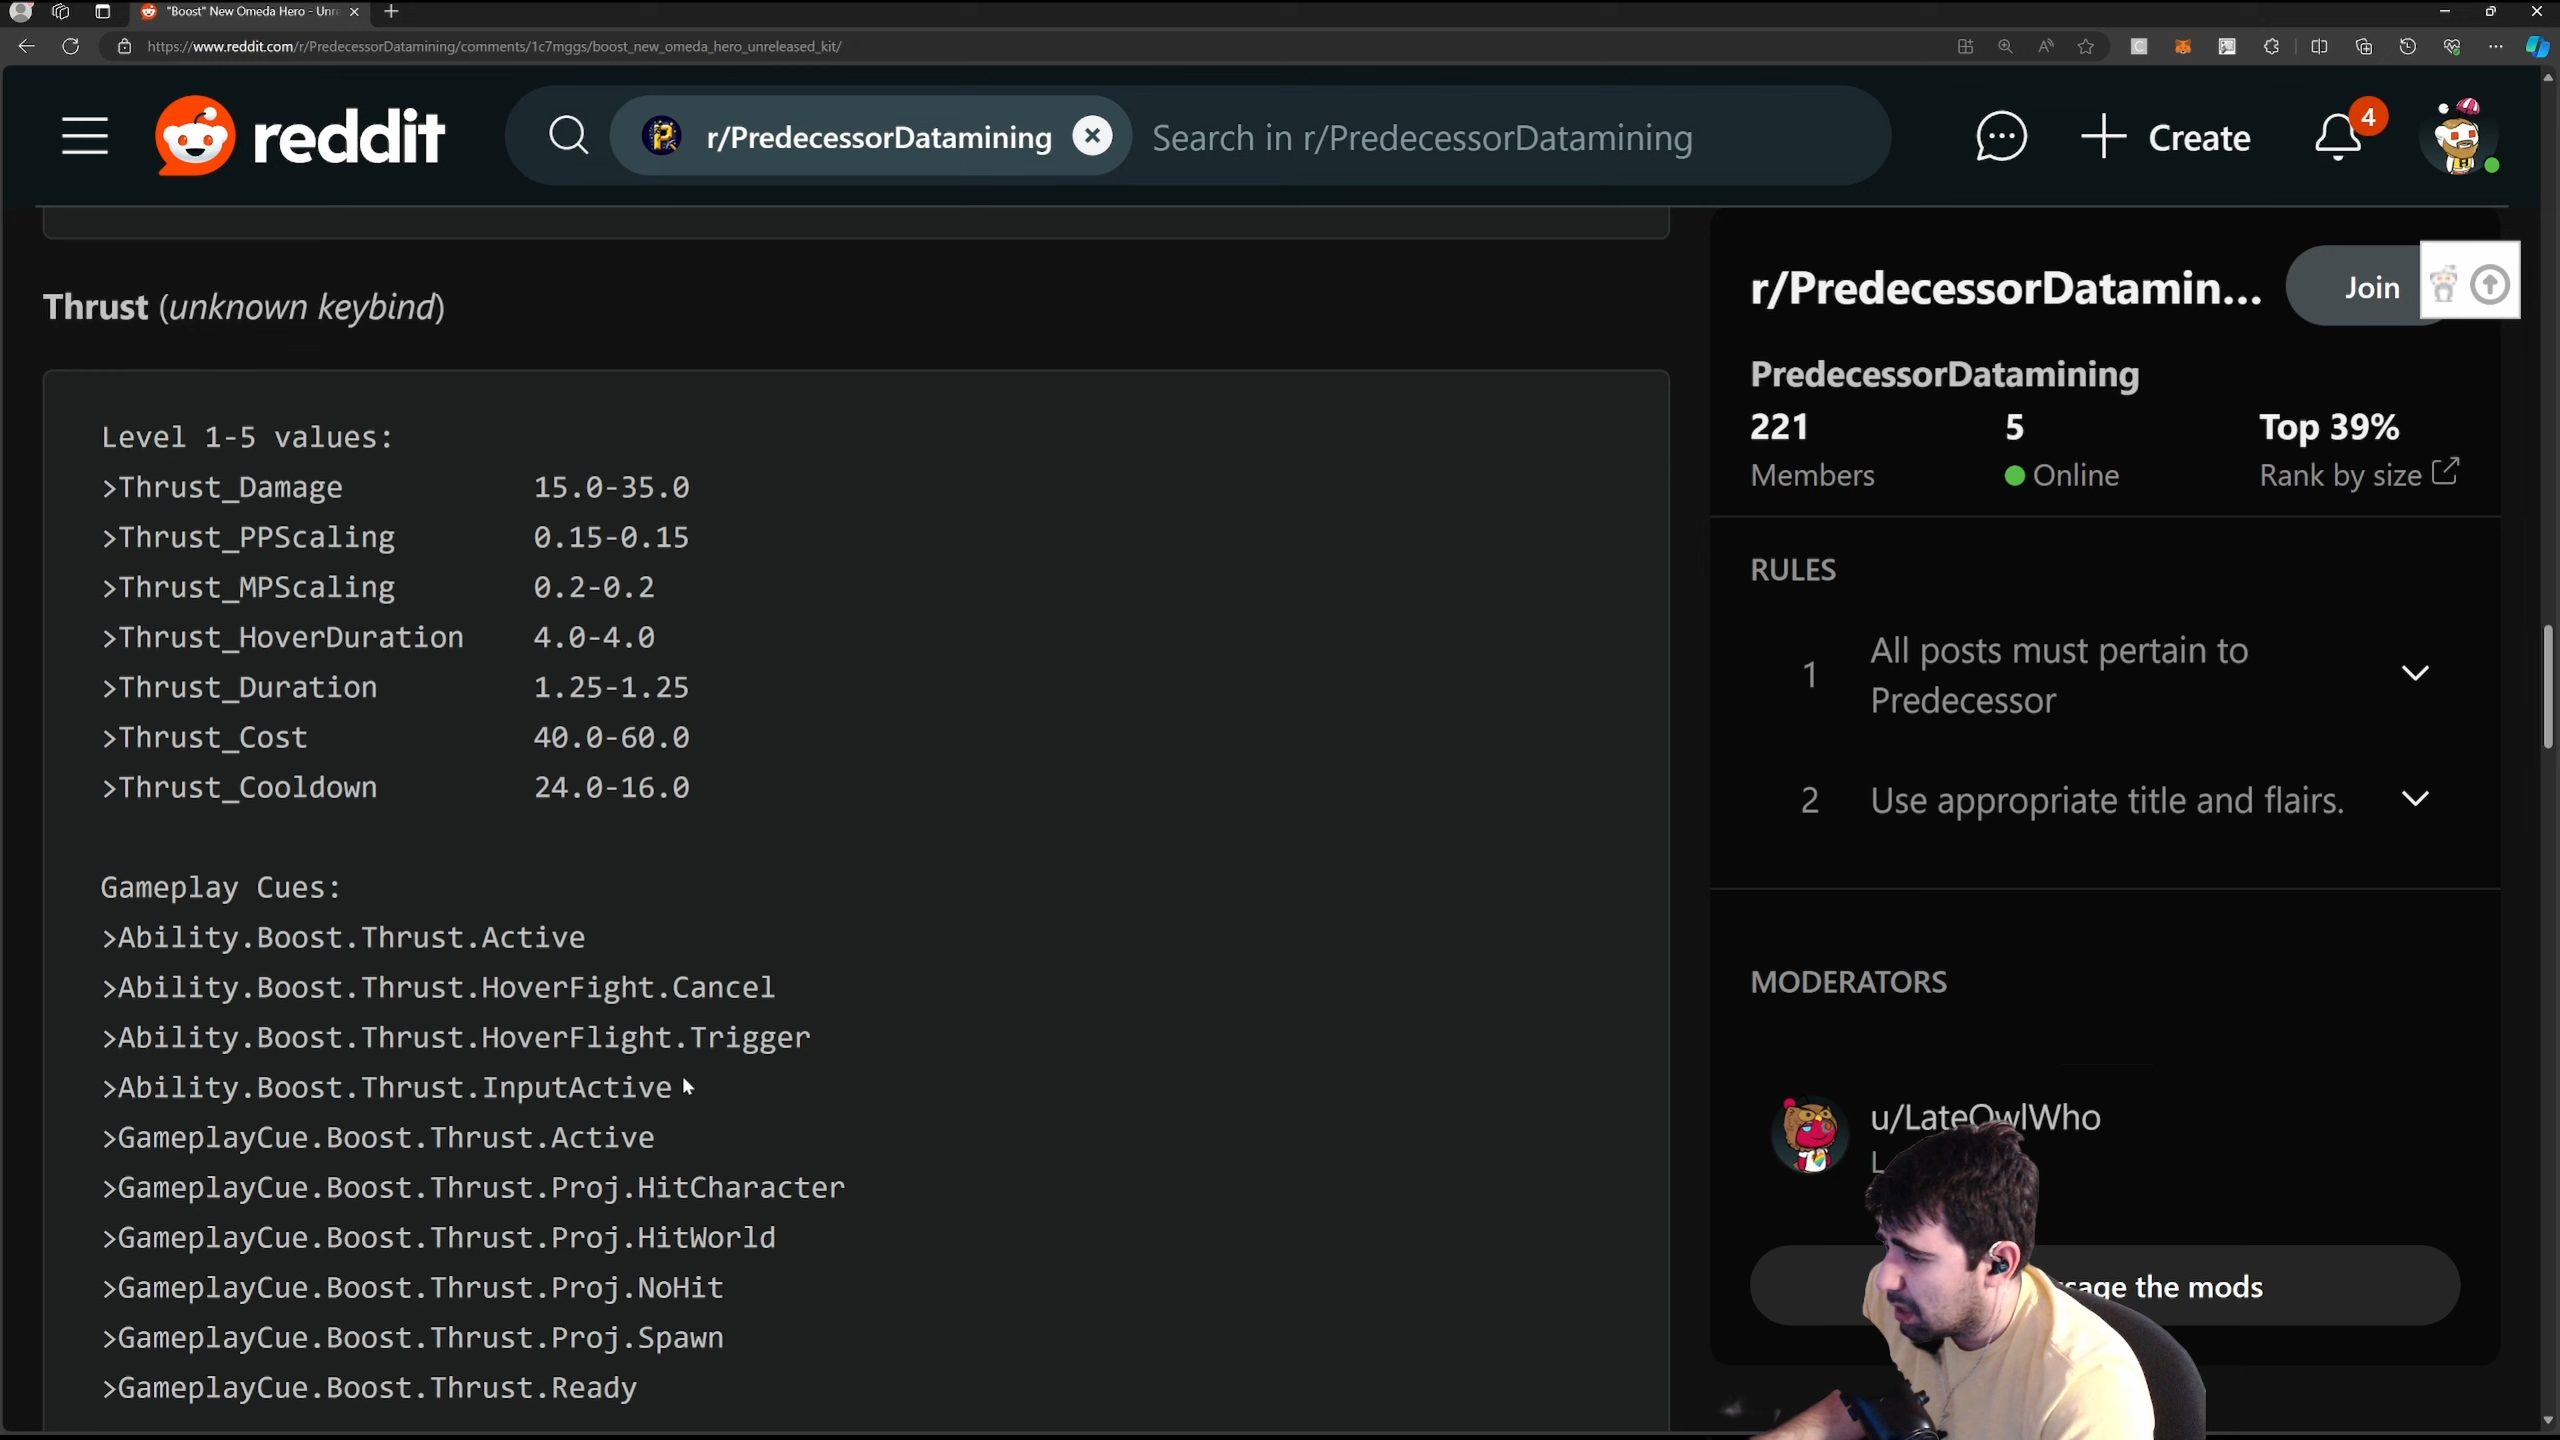 "Boost" New Omeda Hero - Unre
https://www.reddit.com/r/PredecessorDatamining/comments/1c7mggs/boost_new_omeda_hero_unreleased_kit/
reddit
r/PredecessorDatamining
Search in r/PredecessorDatamining
Create
4
Thrust (unknown keybind)
Level 1-5 values:
>Thrust_Damage 15.0-35.0
>Thrust_PPScaling 0.15-0.15
>Thrust_MPScaling 0.2-0.2
>Thrust_HoverDuration 4.0-4.0
>Thrust_Duration 1.25-1.25
>Thrust_Cost 40.0-60.0
>Thrust_Cooldown 24.0-16.0
Gameplay Cues:
>Ability.Boost.Thrust.Active
>Ability.Boost.Thrust.HoverFight.Cancel
>Ability.Boost.Thrust.HoverFlight.Trigger
>Ability.Boost.Thrust.InputActive
>GameplayCue.Boost.Thrust.Active
>GameplayCue.Boost.Thrust.Proj.HitCharacter
>GameplayCue.Boost.Thrust.Proj.HitWorld
>GameplayCue.Boost.Thrust.Proj.NoHit
>GameplayCue.Boost.Thrust.Proj.Spawn
>GameplayCue.Boost.Thrust.Ready
r/PredecessorDatamin...
Join
PredecessorDatamining
221 5 Top 39%
Members Online Rank by size
RULES
1 All posts must pertain to
Predecessor
2 Use appropriate title and flairs.
MODERATORS
u/LateOwlWho
the mods